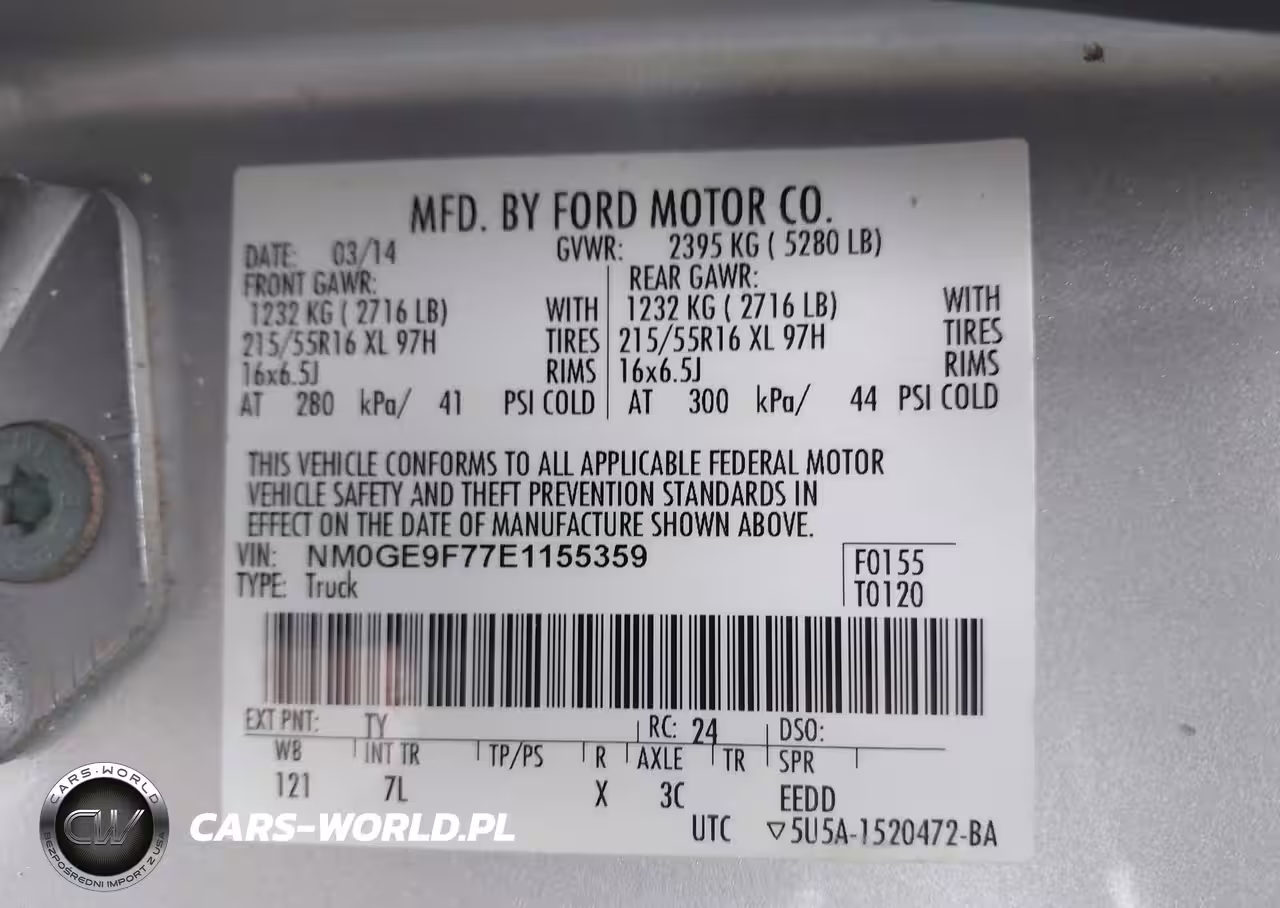 MFD. BY FORD MOTOR CO.
DATE: 03/14 GVWR: 2395 KG ( 5280 LB)
FRONT GAWR: REAR GAWR:
1232 KG ( 2716 LB) WITH 1232 KG ( 2716 LB) WITH
215/55R16 XL 97H TIRES 215/55R16 XL 97H TIRES
16x6.5J RIMS 16x6.5J RIMS
AT 280 kPa/ 41 PSI COLD AT 300 kPa/ 44 PSI COLD
THIS VEHICLE CONFORMS TO ALL APPLICABLE FEDERAL MOTOR
VEHICLE SAFETY AND THEFT PREVENTION STANDARDS IN
EFFECT ON THE DATE OF MANUFACTURE SHOWN ABOVE.
VIN: NM0GE9F77E1155359 F0155
TYPE: Truck T0120
EXT PNT: TY RC: 24 DSO:
WB INT TR TP/PS R AXLE TR SPR
121 7L X 3C EEDD
UTC ▽5U5A-1520472-BA
CARS-WORLD
CW
BEZPOŚREDNI IMPORT Z USA
CARS-WORLD.PL